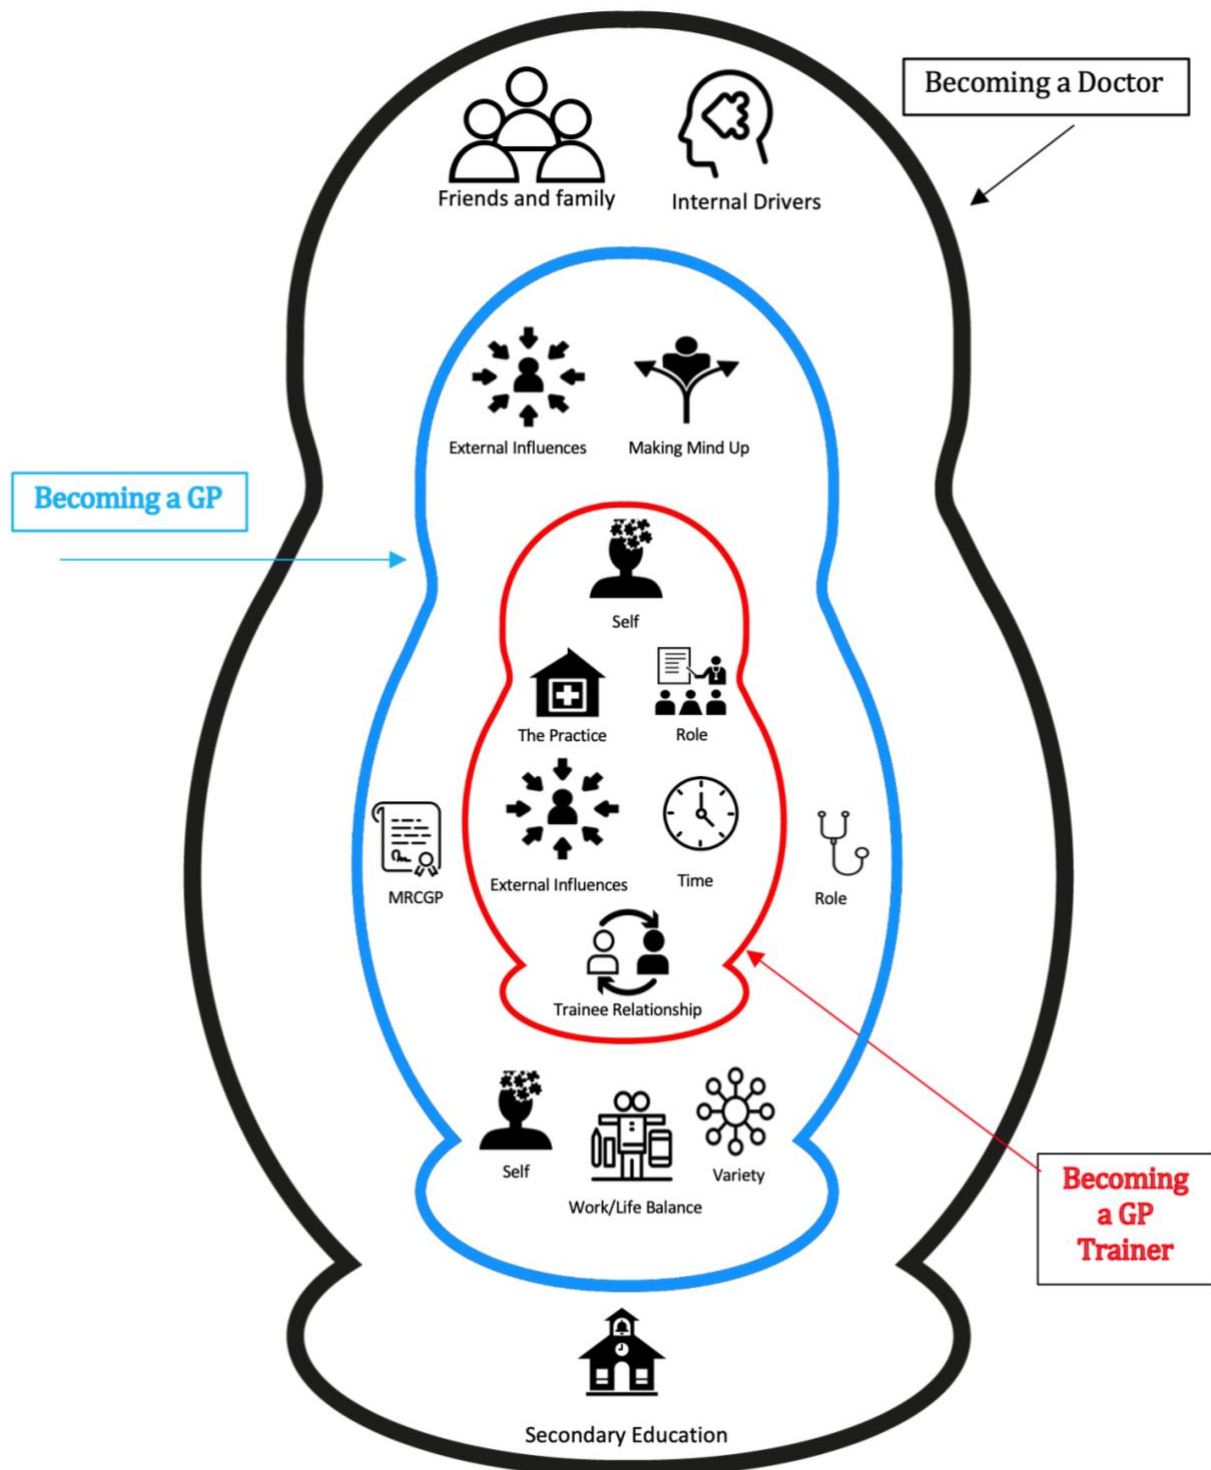 Becoming a Doctor
Friends and family
Internal Drivers
External Influences
Making Mind Up
Becoming a GP
Self
The Practice
Role
External Influences
Time
MRCGP
Role
Trainee Relationship
Self
Work/Life Balance
Variety
Becoming
a GP
Trainer
Secondary Education